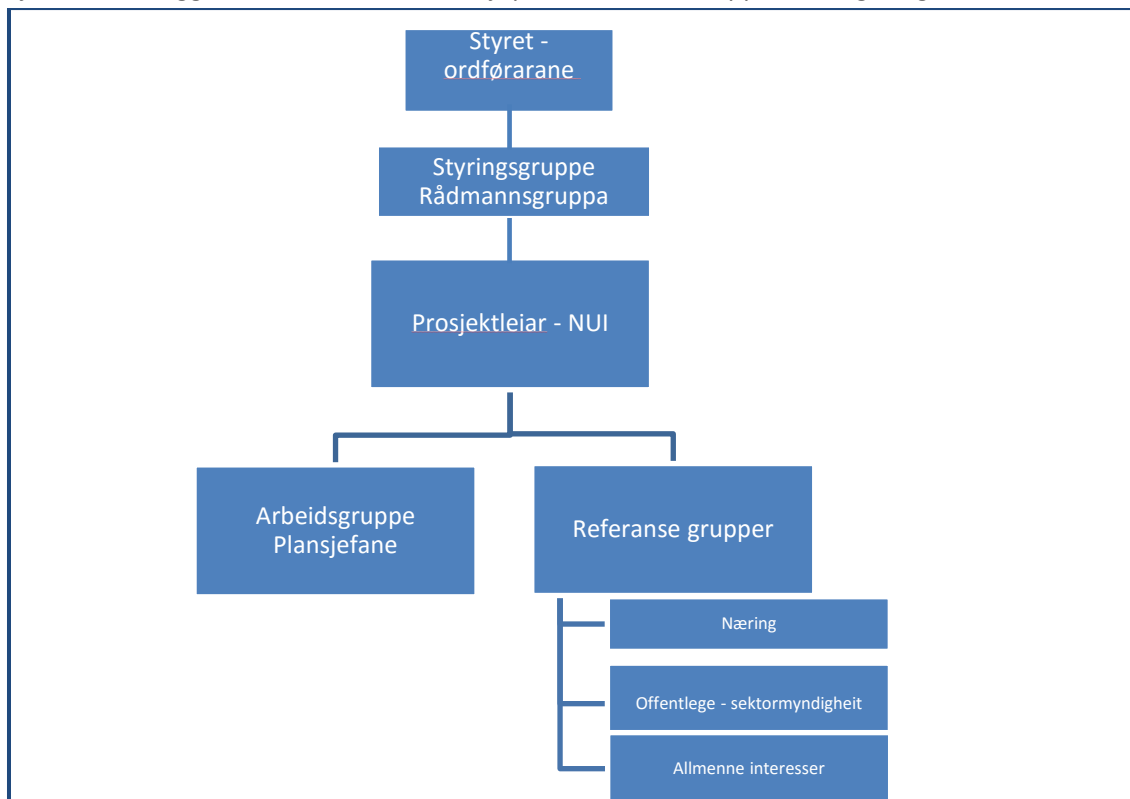 Styret -
ordførarane
Styringsgruppe
Rådmannsgruppa
Prosjektleiar - NUI
Arbeidsgruppe
Plansjefane
Referanse grupper
Næring
Offentlege - sektormyndigheit
Allmenne interesser